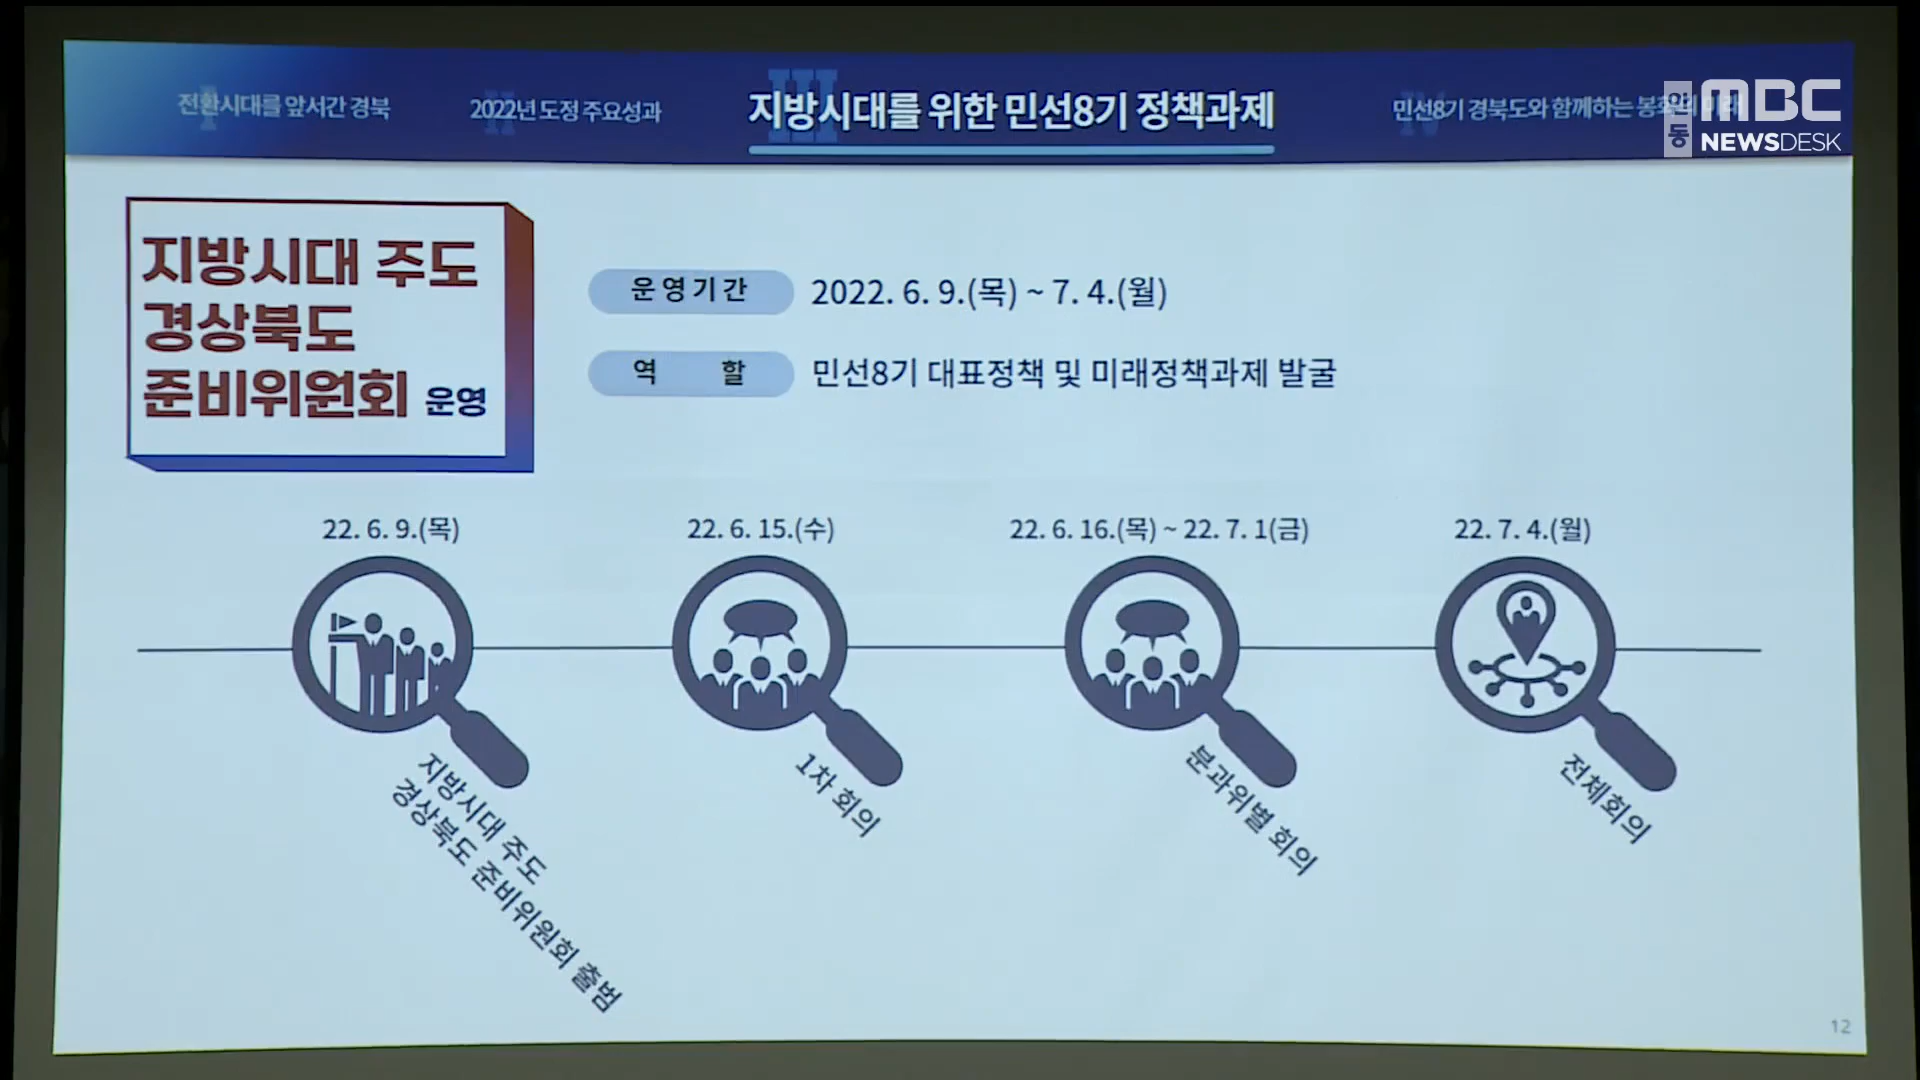 전환시대를 앞서간 경북
2022년 도정 주요성과
III
지방시대를 위한 민선8기 정책과제
민선8기 경북도와 함께하는 봉화의 미래
안동
MBC
NEWSDESK
지방시대 주도
경상북도
준비위원회 운영
운영기간 2022. 6. 9.(목) ~ 7. 4.(월)
역 할 민선8기 대표정책 및 미래정책과제 발굴
22. 6. 9.(목)
22. 6. 15.(수)
22. 6. 16.(목) ~ 22. 7. 1(금)
22. 7. 4.(월)
지방시대 주도
경상북도 준비위원회 출범
1차 회의
분과위별 회의
전체회의
12